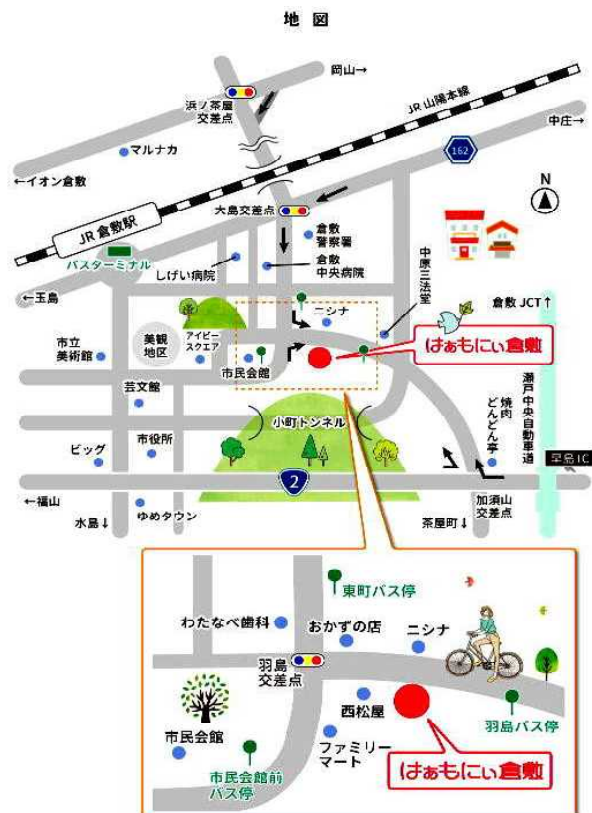 地 図
岡山→
浜ノ茶屋
交差点
JR 山陽本線
中庄→
マルナカ
162
←イオン倉敷
N
大島交差点
JR 倉敷駅
倉敷
警察署
バスターミナル
しげい病院
倉敷
中央病院
中原三法堂
←玉島
倉敷 JCT↑
ニシナ
市立
美術館
美観
地区
アイビー
スクエア
市民会館
はぁもにぃ倉敷
瀬戸中央自動車道
芸文館
小町トンネル
焼肉
どんどん亭
ビッグ
市役所
早島IC
2
←福山
加須山
交差点
水島↓
ゆめタウン
茶屋町↓
東町バス停
わたなべ歯科
おかずの店
ニシナ
羽島
交差点
西松屋
羽島バス停
市民会館
ファミリー
マート
はぁもにぃ倉敷
市民会館前
バス停